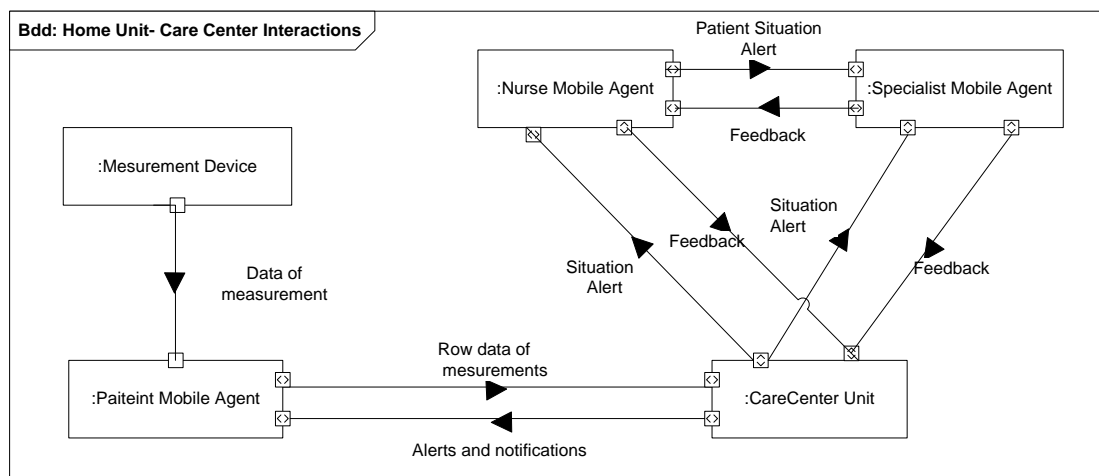 Bdd: Home Unit- Care Center Interactions
Patient Situation
Alert
:Nurse Mobile Agent
:Specialist Mobile Agent
Feedback
:Mesurement Device
Situation
Alert
Feedback
Situation
Alert
Feedback
Data of
measurement
Row data of
mesurements
:Paiteint Mobile Agent
:CareCenter Unit
Alerts and notifications